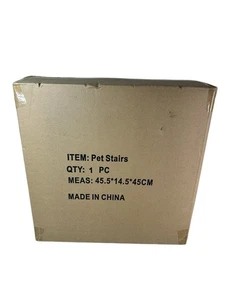 ITEM: Pet Stairs
QTY: 1 PC
MEAS: 45.5*14.5*45CM
MADE IN CHINA